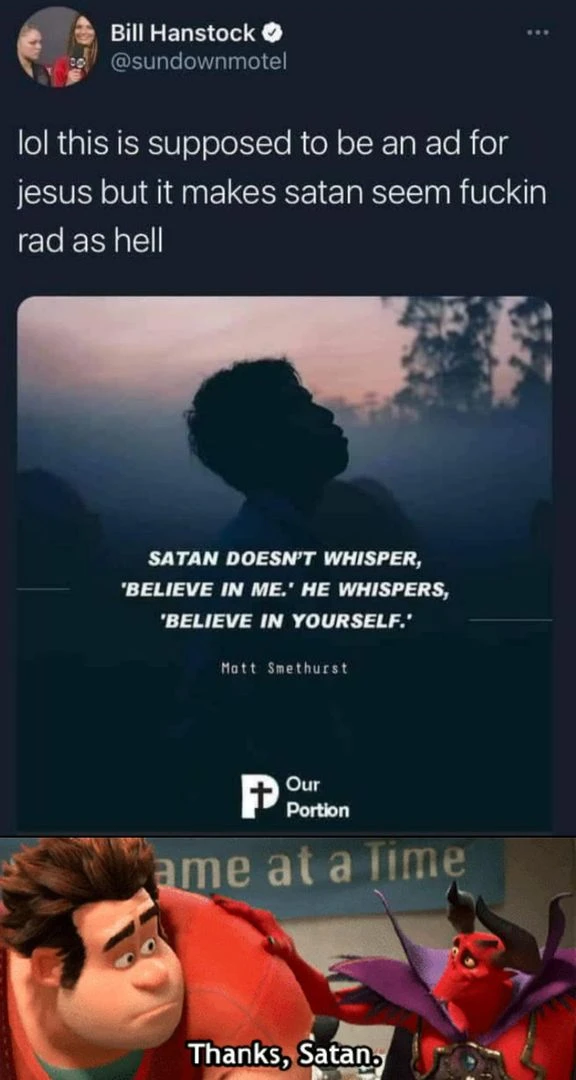 Bill Hanstock
@sundownmotel
lol this is supposed to be an ad for
jesus but it makes satan seem fuckin
rad as hell
SATAN DOESN'T WHISPER,
'BELIEVE IN ME.' HE WHISPERS,
'BELIEVE IN YOURSELF.'
Matt Smethurst
Our
Portion
ame at a Time
Thanks, Satan.